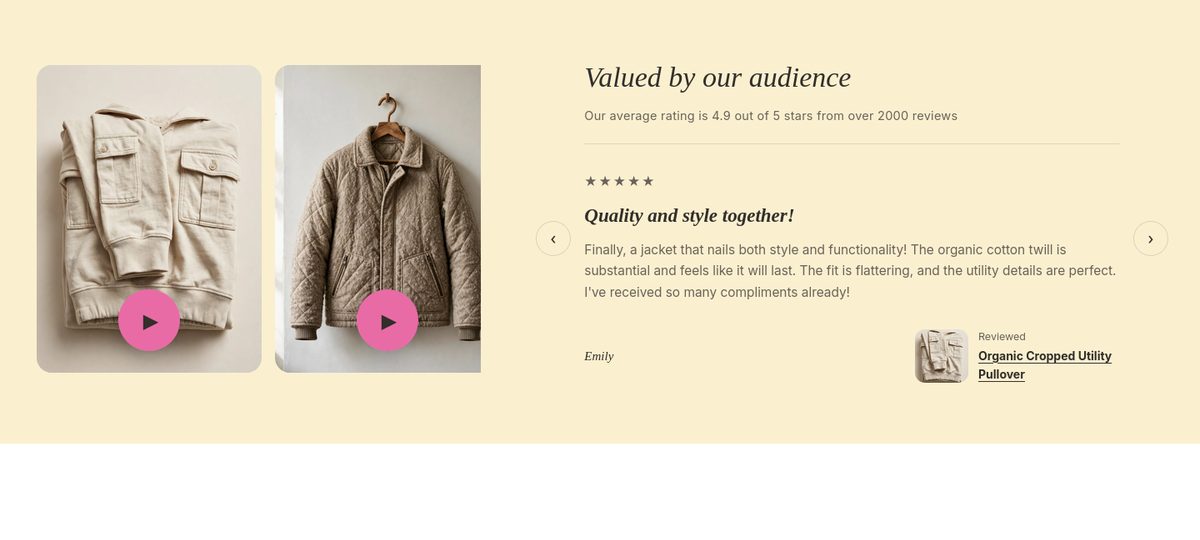 Valued by our audience
Our average rating is 4.9 out of 5 stars from over 2000 reviews
★★★★★
Quality and style together!
Finally, a jacket that nails both style and functionality! The organic cotton twill is
substantial and feels like it will last. The fit is flattering, and the utility details are perfect.
I've received so many compliments already!
Emily
Reviewed
Organic Cropped Utility
Pullover